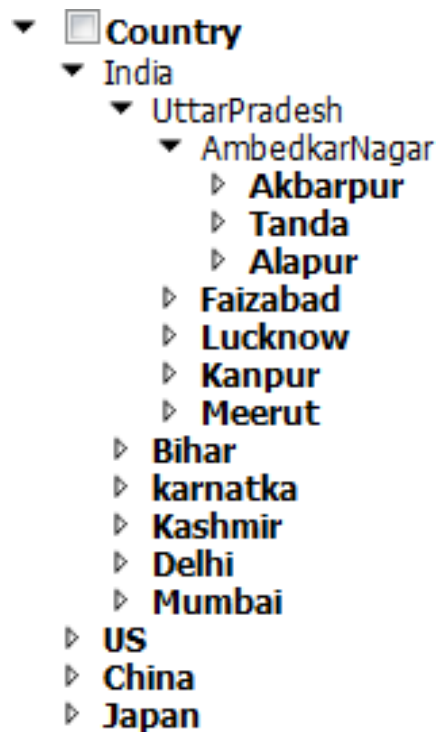 Country
India
UttarPradesh
AmbedkarNagar
Akbarpur
Tanda
Alapur
Faizabad
Lucknow
Kanpur
Meerut
Bihar
karnatka
Kashmir
Delhi
Mumbai
US
China
Japan